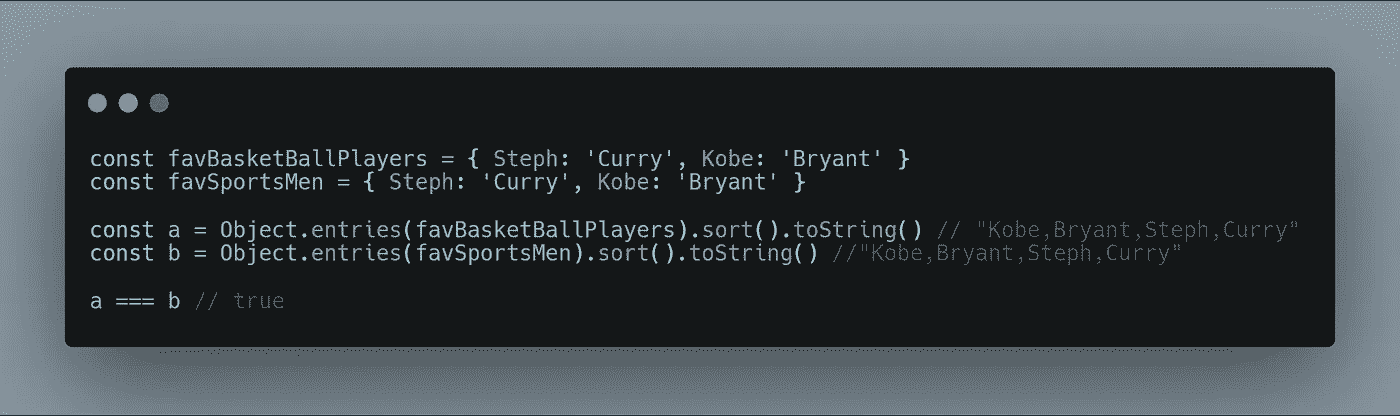 const favBasketBallPlayers = { Steph: 'Curry', Kobe: 'Bryant' }
const favSportsMen = { Steph: 'Curry', Kobe: 'Bryant' }
const a = Object.entries(favBasketBallPlayers).sort().toString() // "Kobe,Bryant,Steph,Curry"
const b = Object.entries(favSportsMen).sort().toString() //"Kobe,Bryant,Steph,Curry"
a === b // true